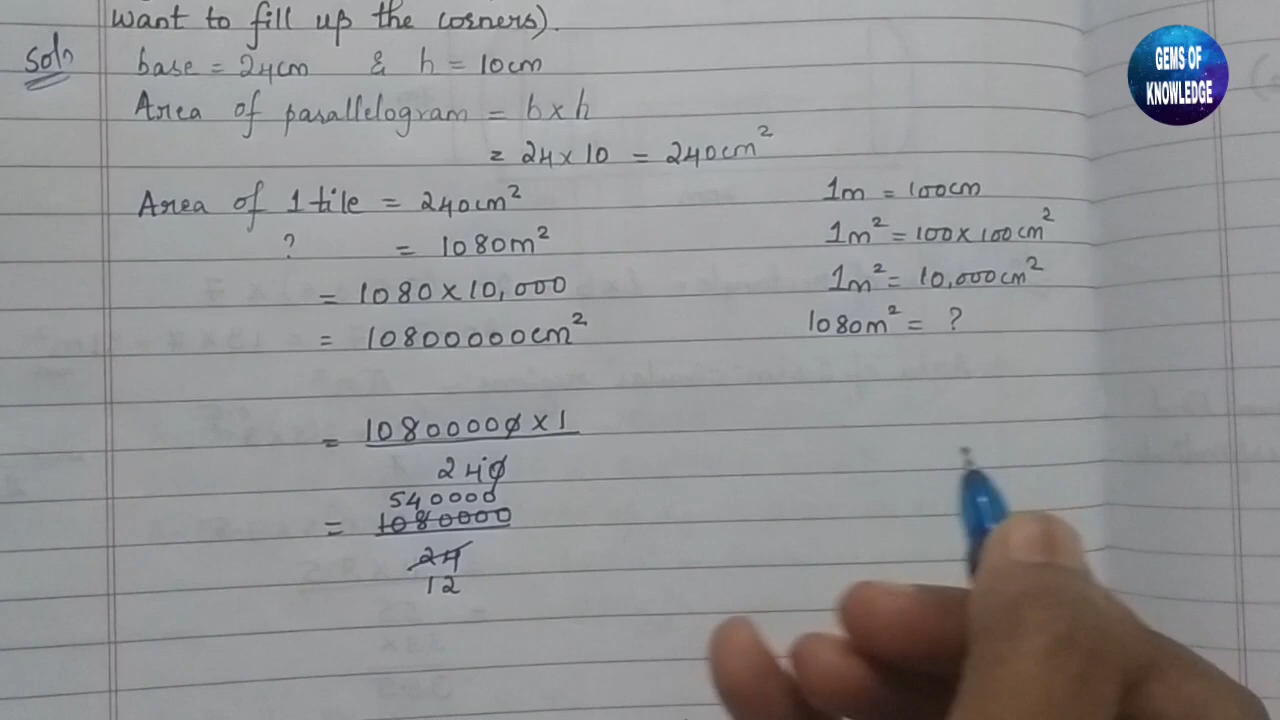 want to fill up the corners).
Soln
base = 24cm & h = 10cm
Area of parallelogram = b x h
= 24 x 10 = 240cm²
Area of 1 tile = 240cm²
? = 1080m²
= 1080 x 10,000
= 10800000cm²
= 10800000 x 1
240
540000
= 1080000
24
12
1m = 100cm
1m² = 100 x 100cm²
1m² = 10,000cm²
1080m² = ?
GEMS OF
KNOWLEDGE